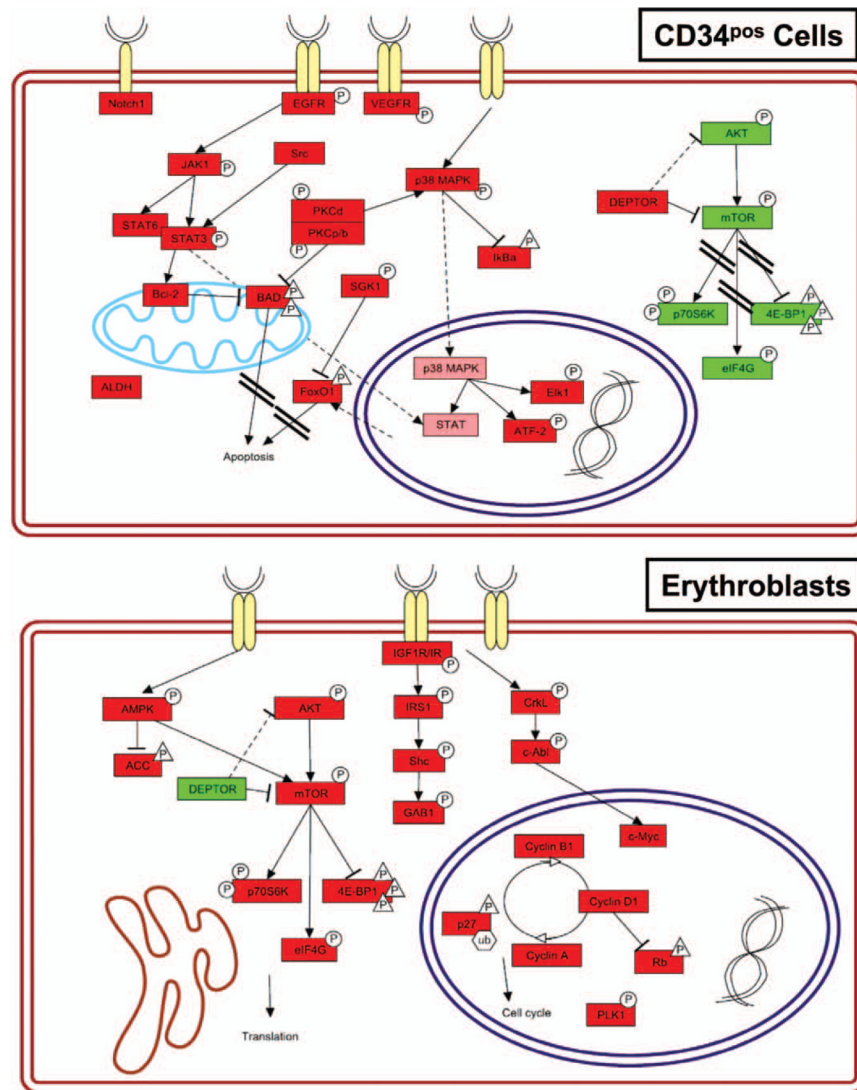 CD34pos Cells
Notch1
EGFR P
VEGFR P
JAK1 P
Src
p38 MAPK P
AKT P
DEPTOR
mTOR P
STAT6
STAT3 P
P PKCd
PKCp/b P
IkBa P
Bcl-2
BAD P P
SGK1 P
P p70S6K P
4E-BP1 P P P
eIF4G P
ALDH
FoxO1 P
p38 MAPK
Elk1 P
STAT
ATF-2 P
Apoptosis
Erythroblasts
IGF1R/IR P
AMPK P
AKT P
IRS1 P
CrkL P
ACC P
Shc P
c-Abl P
DEPTOR
mTOR P
GAB1 P
c-Myc
Cyclin B1
P p70S6K P
4E-BP1 P P P
Cyclin D1
p27 P
ub
eIF4G P
Cyclin A
Rb P
Cell cycle
PLK1 P
Translation